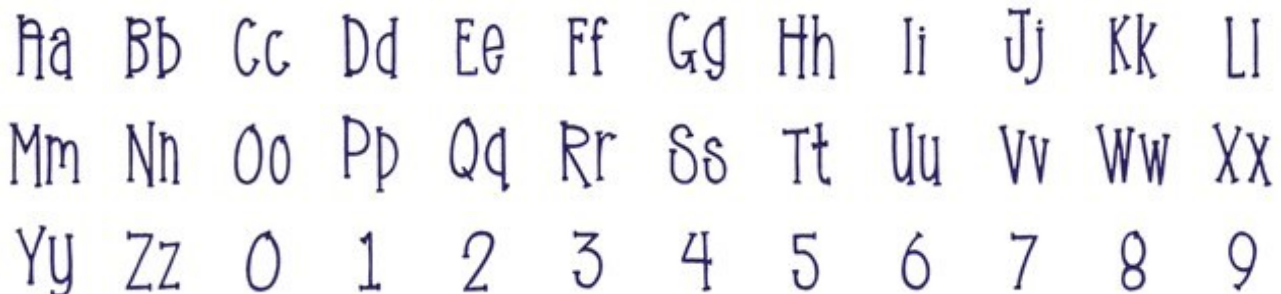 Aa Bb Cc Dd Ee Ff Gg Hh Ii Jj Kk Ll
Mm Nn Oo Pp Qq Rr Ss Tt Uu Vv Ww Xx
Yy Zz 0 1 2 3 4 5 6 7 8 9